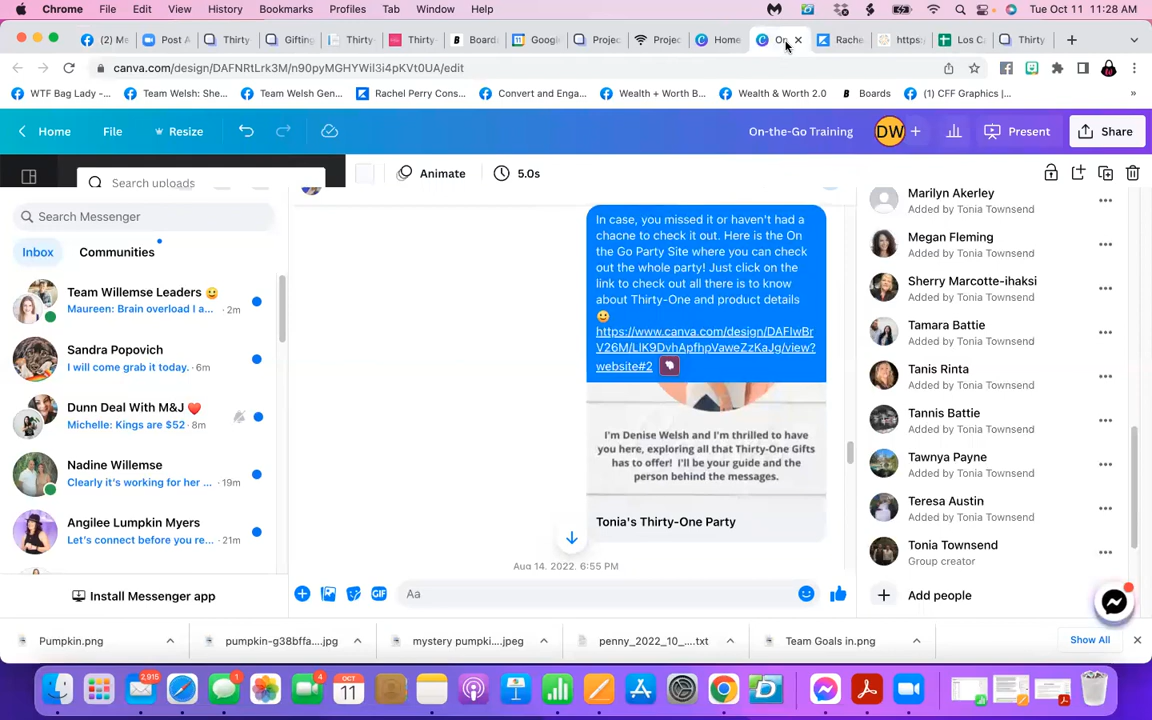 Chrome File Edit View History Bookmarks Profiles Tab Window Help Tue Oct 11 11:28 AM
(2) Me Post A Thirty Gifting Thirty- Thirty- Board Googl Projec Projec Home On Rache https: Los C Thirty
canva.com/design/DAFNRtLrk3M/n90pyMGHYWil3i4pKVt0UA/edit
WTF Bag Lady -... Team Welsh: She... Team Welsh Gen... Rachel Perry Cons... Convert and Enga... Wealth + Worth B... Wealth & Worth 2.0 Boards (1) CFF Graphics |... »
Home File Resize On-the-Go Training DW + Present Share
Search uploads Animate 5.0s
Search Messenger
Inbox Communities
Team Willemse Leaders
Maureen: Brain overload I a... · 2m
Sandra Popovich
I will come grab it today. · 6m
Dunn Deal With M&J
Michelle: Kings are $52 · 8m
Nadine Willemse
Clearly it's working for her ... · 19m
Angilee Lumpkin Myers
Let's connect before you re... · 21m
Install Messenger app
In case, you missed it or haven't had a
chacne to check it out. Here is the On
the Go Party Site where you can check
out the whole party! Just click on the
link to check out all there is to know
about Thirty-One and product details
https://www.canva.com/design/DAFIwBr
V26M/LIK9DvhApfhpVaweZzKaJg/view?
website#2
I'm Denise Welsh and I'm thrilled to have
you here, exploring all that Thirty-One Gifts
has to offer! I'll be your guide and the
person behind the messages.
Tonia's Thirty-One Party
Aug 14, 2022, 6:55 PM
GIF Aa
Marilyn Akerley
Added by Tonia Townsend
Megan Fleming
Added by Tonia Townsend
Sherry Marcotte-ihaksi
Added by Tonia Townsend
Tamara Battie
Added by Tonia Townsend
Tanis Rinta
Added by Tonia Townsend
Tannis Battie
Added by Tonia Townsend
Tawnya Payne
Added by Tonia Townsend
Teresa Austin
Added by Tonia Townsend
Tonia Townsend
Group creator
Add people
Pumpkin.png pumpkin-g38bffa....jpg mystery pumpki....jpeg penny_2022_10_....txt Team Goals in.png Show All
2,915 1 4 OCT 11